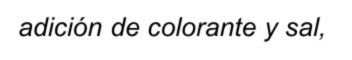 adición de colorante y sal,